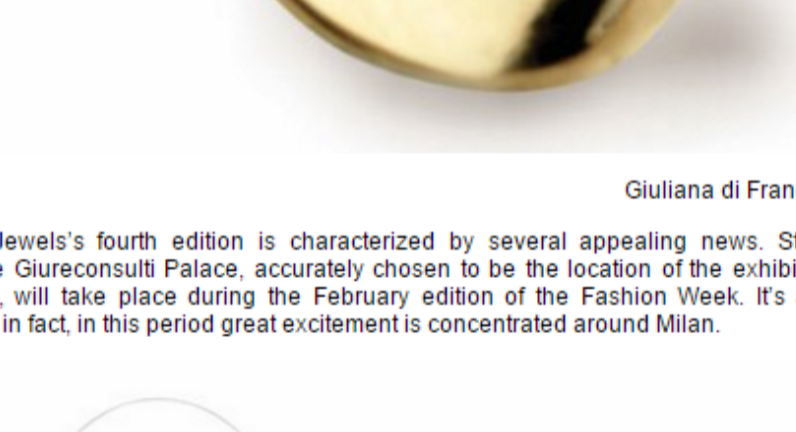 Giuliana di Fran
Jewels's fourth edition is characterized by several appealing news. St
e Giureconsulti Palace, accurately chosen to be the location of the exhibi
, will take place during the February edition of the Fashion Week. It's a
in fact, in this period great excitement is concentrated around Milan.